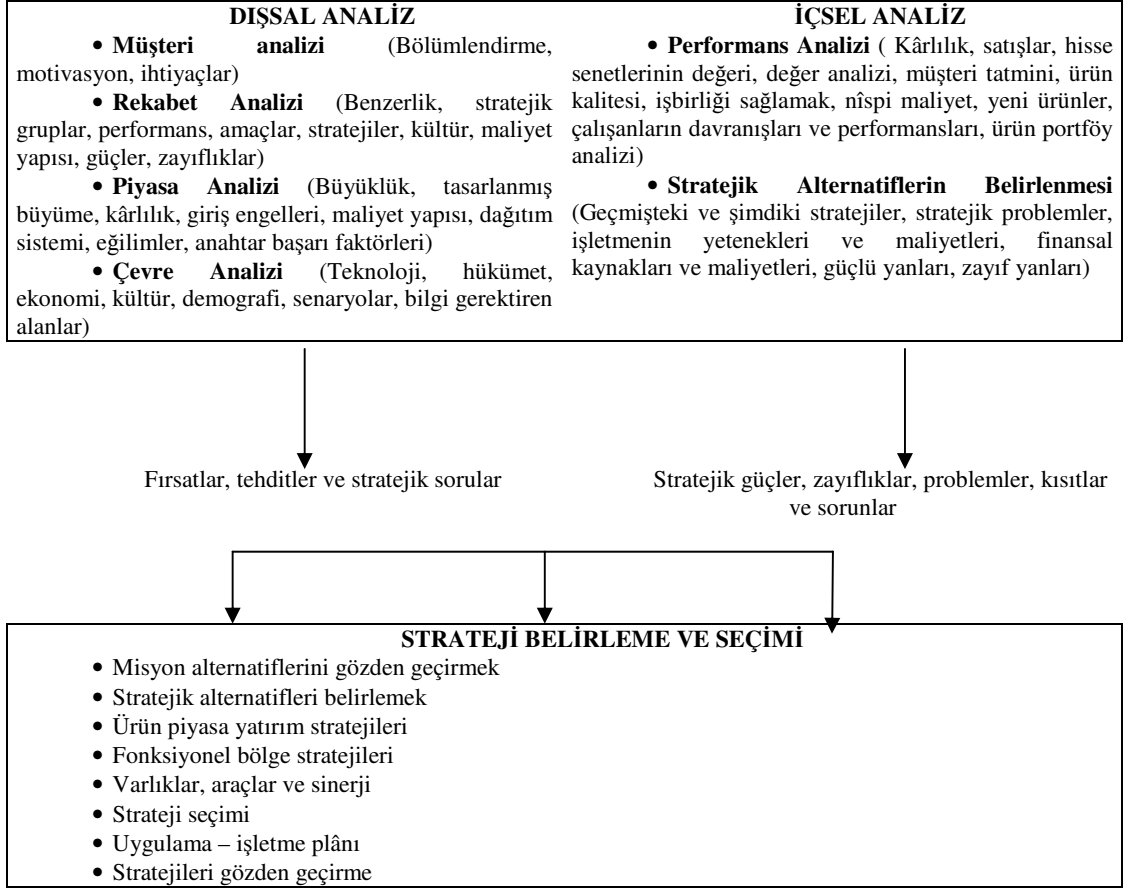 DIŞSAL ANALİZ
• Müşteri analizi (Bölümlendirme,
motivasyon, ihtiyaçlar)
• Rekabet Analizi (Benzerlik, stratejik
gruplar, performans, amaçlar, stratejiler, kültür, maliyet
yapısı, güçler, zayıflıklar)
• Piyasa Analizi (Büyüklük, tasarlanmış
büyüme, kârlılık, giriş engelleri, maliyet yapısı, dağıtım
sistemi, eğilimler, anahtar başarı faktörleri)
• Çevre Analizi (Teknoloji, hükümet,
ekonomi, kültür, demografi, senaryolar, bilgi gerektiren
alanlar)
İÇSEL ANALİZ
• Performans Analizi ( Kârlılık, satışlar, hisse
senetlerinin değeri, değer analizi, müşteri tatmini, ürün
kalitesi, işbirliği sağlamak, nîspi maliyet, yeni ürünler,
çalışanların davranışları ve performansları, ürün portföy
analizi)
• Stratejik Alternatiflerin Belirlenmesi
(Geçmişteki ve şimdiki stratejiler, stratejik problemler,
işletmenin yetenekleri ve maliyetleri, finansal
kaynakları ve maliyetleri, güçlü yanları, zayıf yanları)
Fırsatlar, tehditler ve stratejik sorular
Stratejik güçler, zayıflıklar, problemler, kısıtlar
ve sorunlar
STRATEJİ BELİRLEME VE SEÇİMİ
• Misyon alternatiflerini gözden geçirmek
• Stratejik alternatifleri belirlemek
• Ürün piyasa yatırım stratejileri
• Fonksiyonel bölge stratejileri
• Varlıklar, araçlar ve sinerji
• Strateji seçimi
• Uygulama – işletme plânı
• Stratejileri gözden geçirme